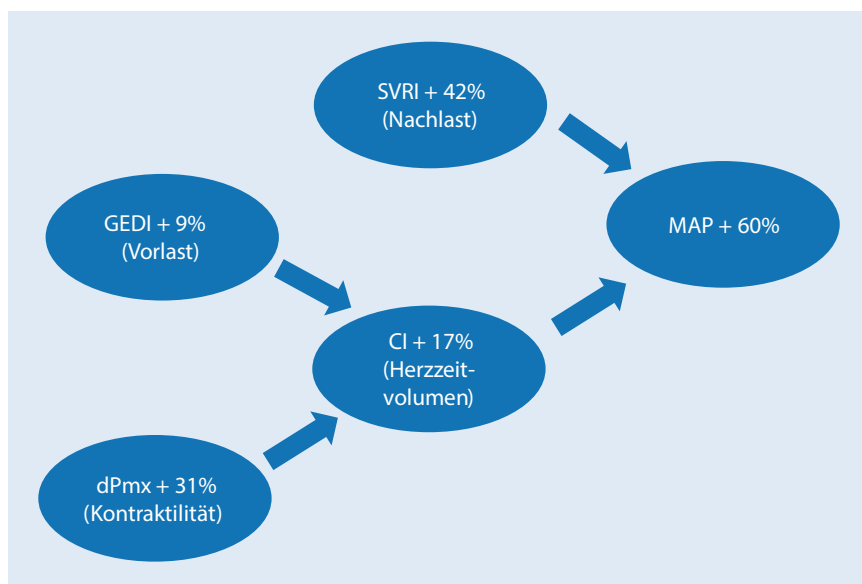 SVRI + 42%
(Nachlast)
GEDI + 9%
(Vorlast)
MAP + 60%
CI + 17%
(Herzzeit-
volumen)
dPmx + 31%
(Kontraktilität)